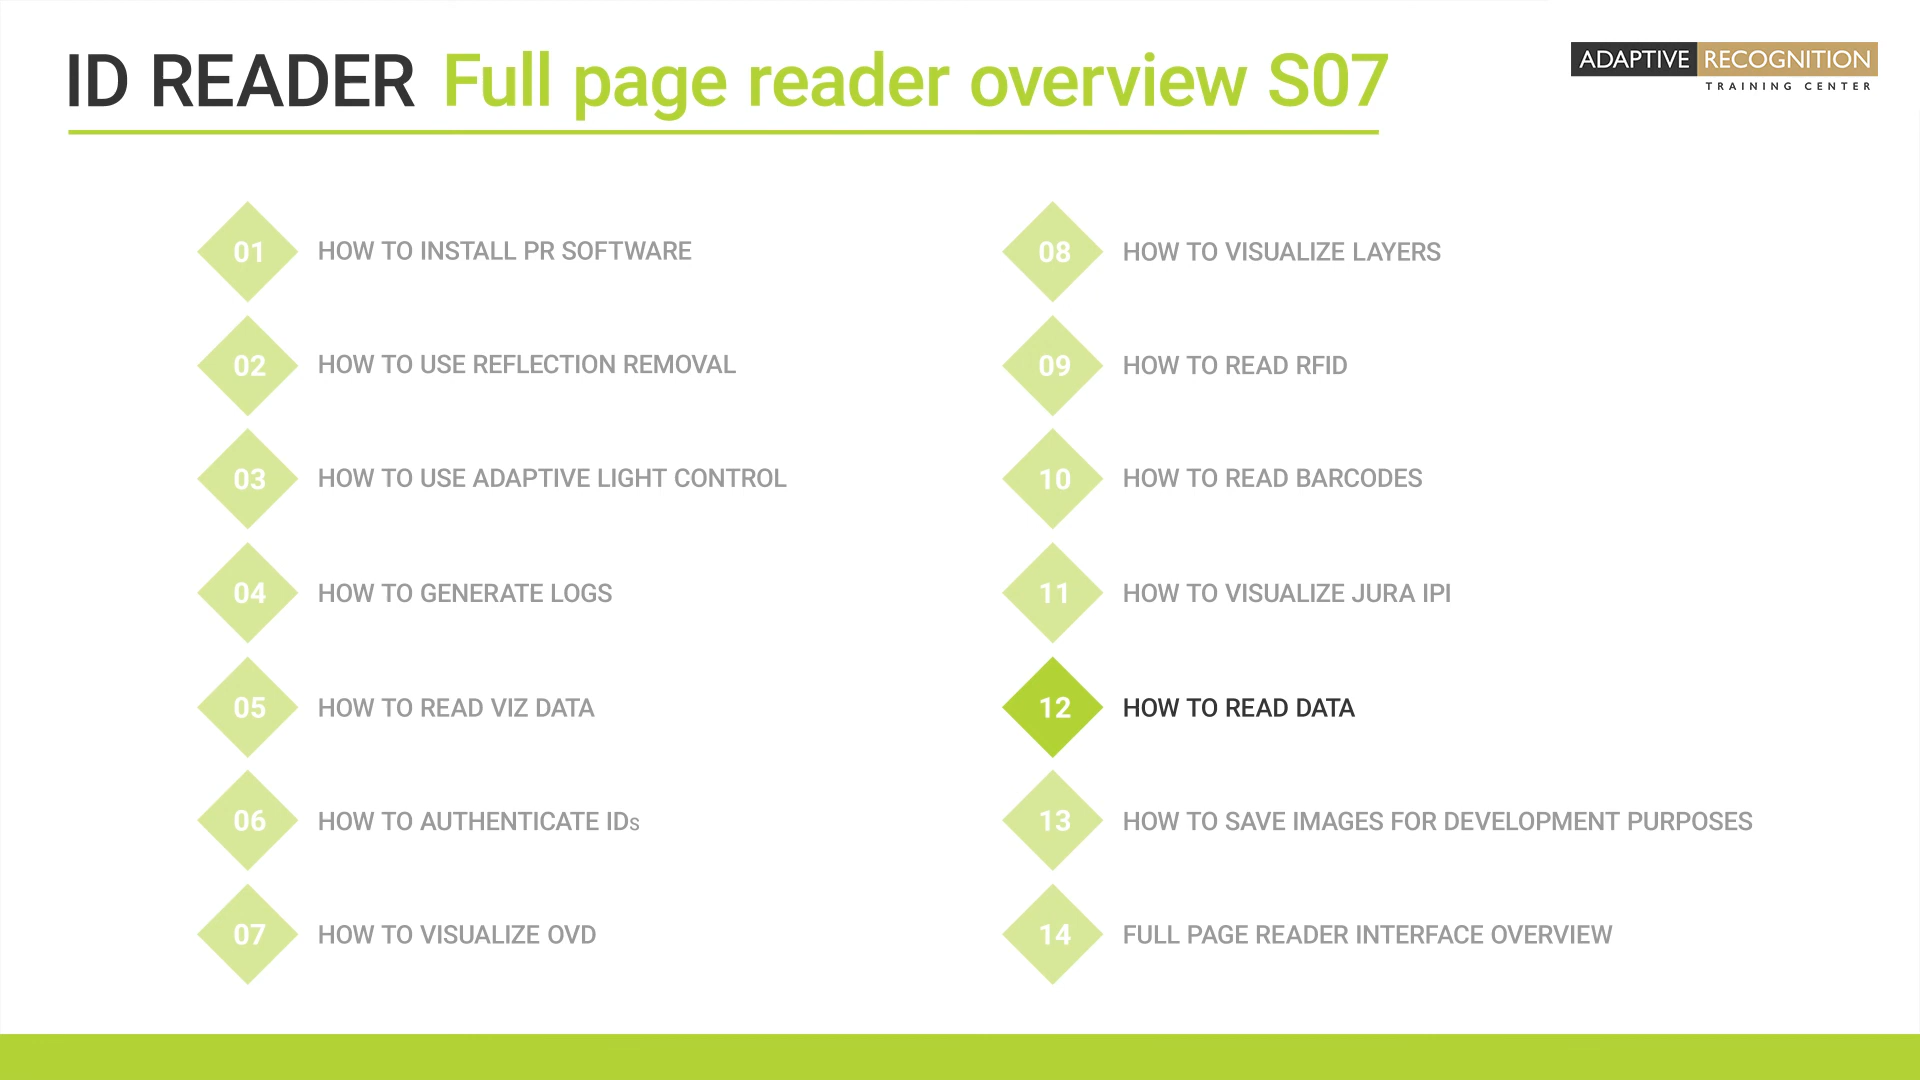 ID READER Full page reader overview S07
ADAPTIVE RECOGNITION
TRAINING CENTER
01 HOW TO INSTALL PR SOFTWARE
02 HOW TO USE REFLECTION REMOVAL
03 HOW TO USE ADAPTIVE LIGHT CONTROL
04 HOW TO GENERATE LOGS
05 HOW TO READ VIZ DATA
06 HOW TO AUTHENTICATE IDs
07 HOW TO VISUALIZE OVD
08 HOW TO VISUALIZE LAYERS
09 HOW TO READ RFID
10 HOW TO READ BARCODES
11 HOW TO VISUALIZE JURA IPI
12 HOW TO READ DATA
13 HOW TO SAVE IMAGES FOR DEVELOPMENT PURPOSES
14 FULL PAGE READER INTERFACE OVERVIEW